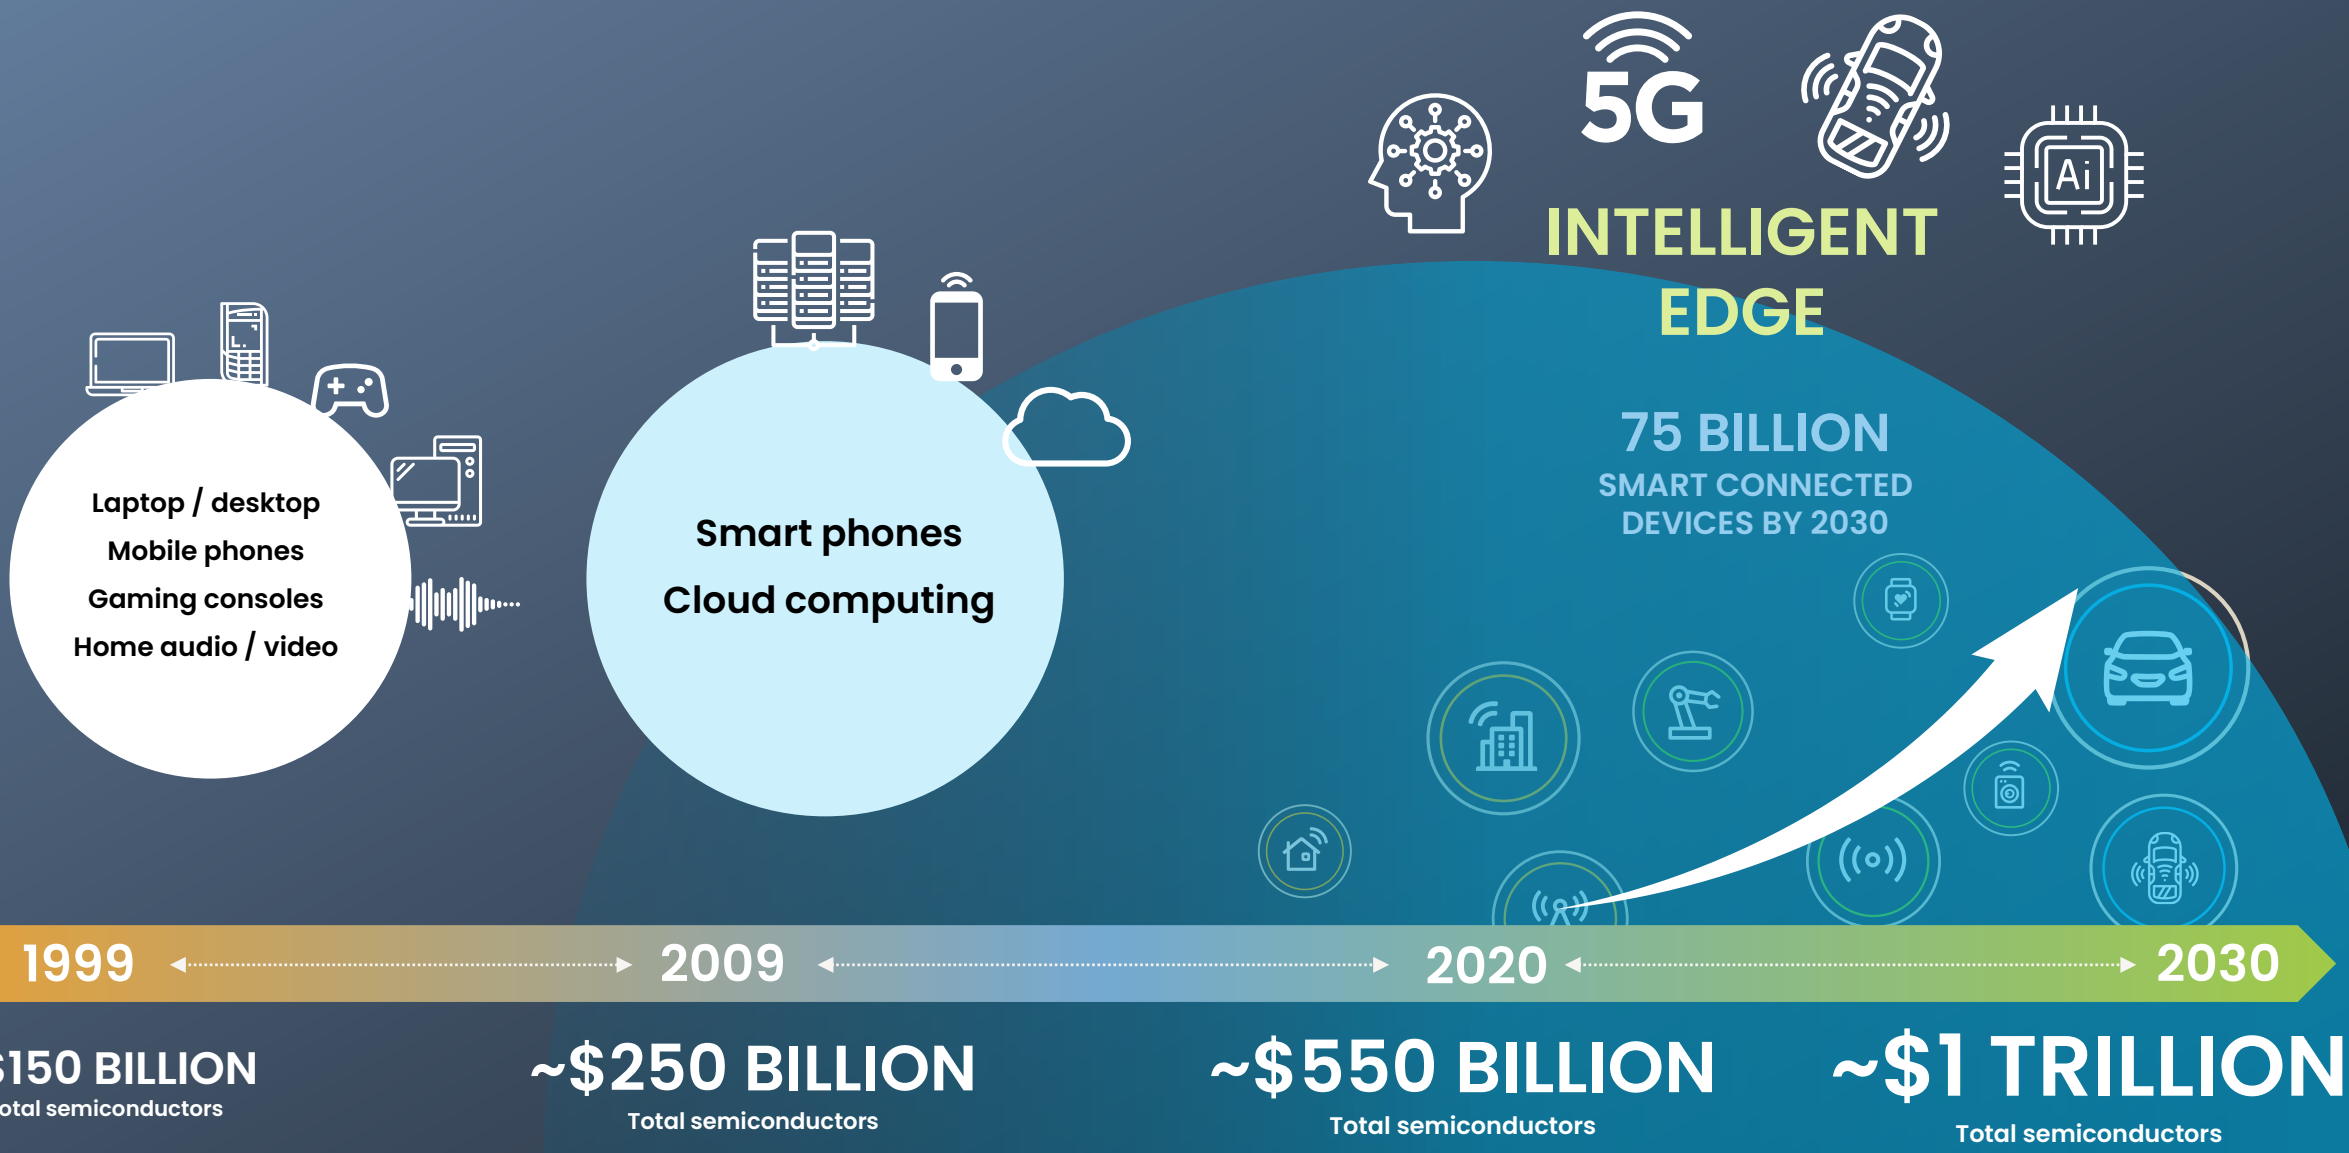 5G
Ai
INTELLIGENT
EDGE
75 BILLION
SMART CONNECTED
DEVICES BY 2030
Laptop / desktop
Mobile phones
Gaming consoles
Home audio / video
Smart phones
Cloud computing
1999
2009
2020
2030
$150 BILLION
otal semiconductors
~$250 BILLION
Total semiconductors
~$550 BILLION
Total semiconductors
~$1 TRILLION
Total semiconductors